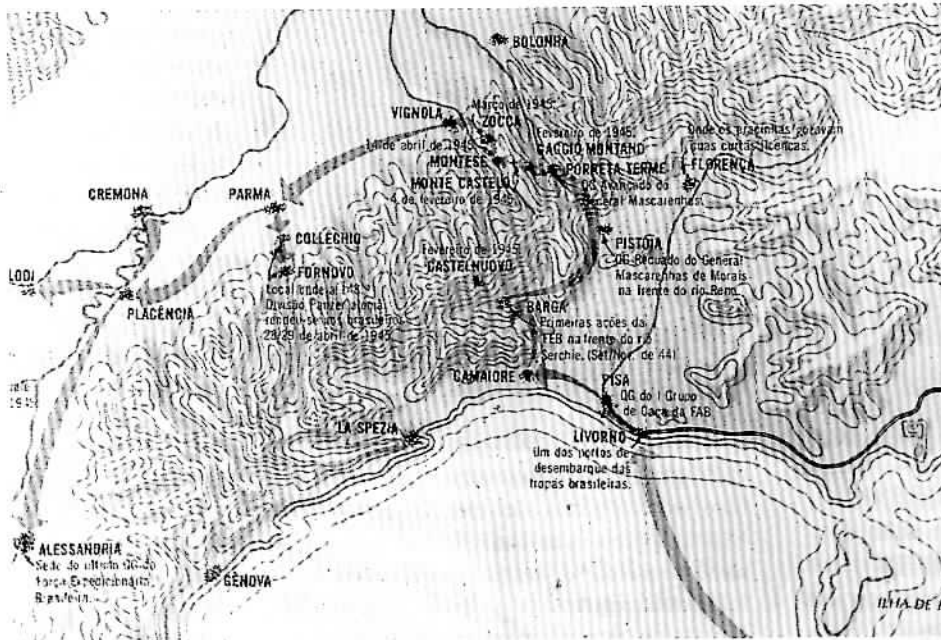 BOLONHA
Março de 1945.
VIGNOLA
ZOCCA
14 de abril de 1945
MONTESE
Fevereiro de 1945.
GAGGIO MONTANO
PORRETA TERME
QG Avançado do
General Mascarenhas.
Onde os pracinhas gozavam
suas curtas licenças.
FLORENÇA
MONTE CASTELO
4 de fevereiro de 1945.
CREMONA
PARMA
COLLECHIO
FORNOVO
Local onde a 148.
Divisão Panzer alemã
rendeu-se aos brasileiros
28/29 de abril de 1945
Fevereiro de 1945
CASTELNUOVO
PISTOIA
QG Recuado do General
Mascarenhas de Morais
na frente do rio Reno.
LODI
PLACÊNCIA
BARGA
Primeiras ações da
FEB na frente do rio
Serchie. (Set/Nov. de 44)
CAMAIORE
1945
PISA
QG do I Grupo
de Caça da FAB
LA SPEZIA
LIVORNO
Um dos portos de
desembarque das
tropas brasileiras.
ALESSANDRIA
Sede do último QG da
Força Expedicionária
Brasileira.
GÊNOVA
ILHA DE